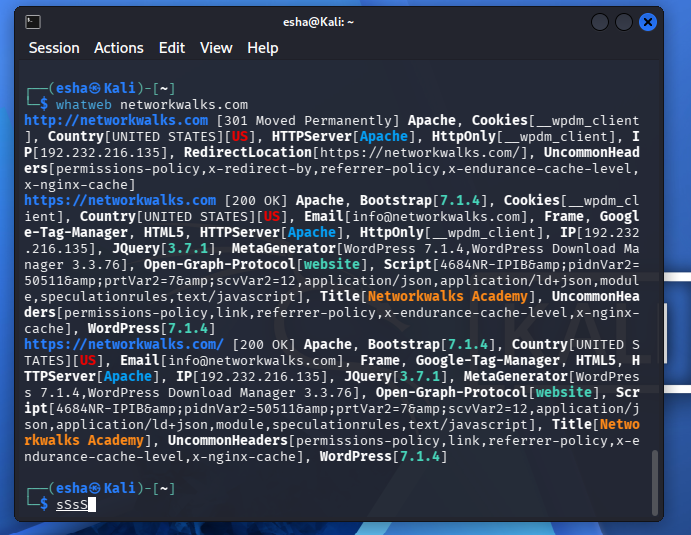 esha@Kali: ~
Session Actions Edit View Help
┌──(esha㉿Kali)-[~]
└─$ whatweb networkwalks.com
http://networkwalks.com [301 Moved Permanently] Apache, Cookies[__wpdm_client
], Country[UNITED STATES][US], HTTPServer[Apache], HttpOnly[__wpdm_client], I
P[192.232.216.135], RedirectLocation[https://networkwalks.com/], UncommonHead
ers[permissions-policy,x-redirect-by,referrer-policy,x-endurance-cache-level,
x-nginx-cache]
https://networkwalks.com [200 OK] Apache, Bootstrap[7.1.4], Cookies[__wpdm_cl
ient], Country[UNITED STATES][US], Email[info@networkwalks.com], Frame, Googl
e-Tag-Manager, HTML5, HTTPServer[Apache], HttpOnly[__wpdm_client], IP[192.232
.216.135], JQuery[3.7.1], MetaGenerator[WordPress 7.1.4,WordPress Download Ma
nager 3.3.76], Open-Graph-Protocol[website], Script[4684NR-IPIB&amp;pidnVar2=
50511&amp;prtVar2=7&amp;scvVar2=12,application/json,application/ld+json,modul
e,speculationrules,text/javascript], Title[Networkwalks Academy], UncommonHea
ders[permissions-policy,link,referrer-policy,x-endurance-cache-level,x-nginx-
cache], WordPress[7.1.4]
https://networkwalks.com/ [200 OK] Apache, Bootstrap[7.1.4], Country[UNITED S
TATES][US], Email[info@networkwalks.com], Frame, Google-Tag-Manager, HTML5, H
TTPServer[Apache], IP[192.232.216.135], JQuery[3.7.1], MetaGenerator[WordPres
s 7.1.4,WordPress Download Manager 3.3.76], Open-Graph-Protocol[website], Scr
ipt[4684NR-IPIB&amp;pidnVar2=50511&amp;prtVar2=7&amp;scvVar2=12,application/j
son,application/ld+json,module,speculationrules,text/javascript], Title[Netwo
rkwalks Academy], UncommonHeaders[permissions-policy,link,referrer-policy,x-e
ndurance-cache-level,x-nginx-cache], WordPress[7.1.4]
┌──(esha㉿Kali)-[~]
└─$ sSsS